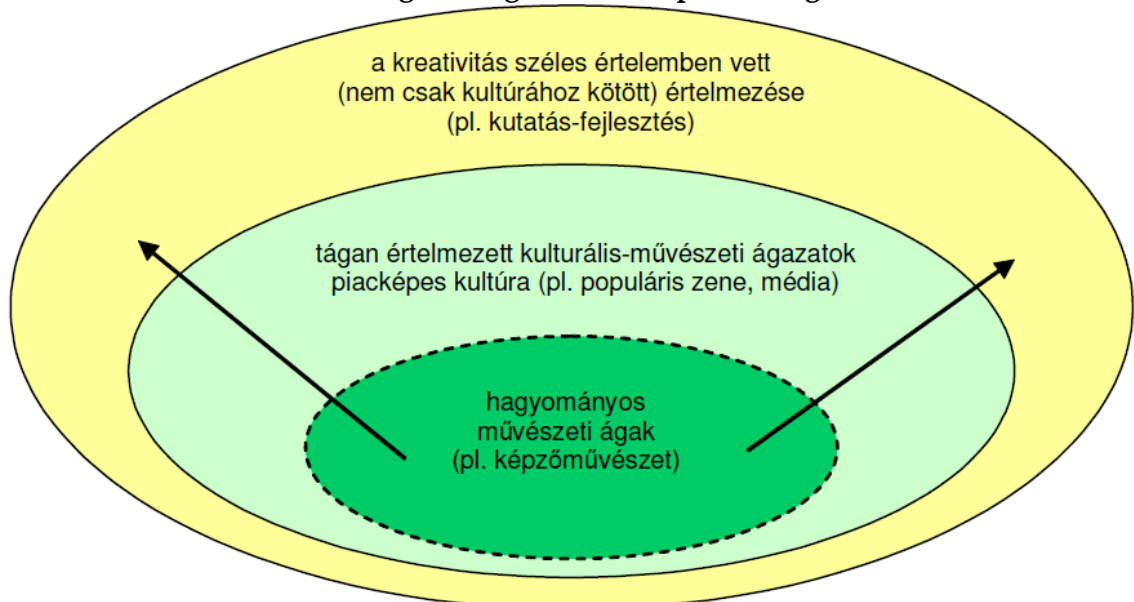 a kreativitás széles értelemben vett
(nem csak kultúrához kötött) értelmezése
(pl. kutatás-fejlesztés)
tágan értelmezett kulturális-művészeti ágazatok
piacképes kultúra (pl. populáris zene, média)
hagyományos
művészeti ágak
(pl. képzőművészet)